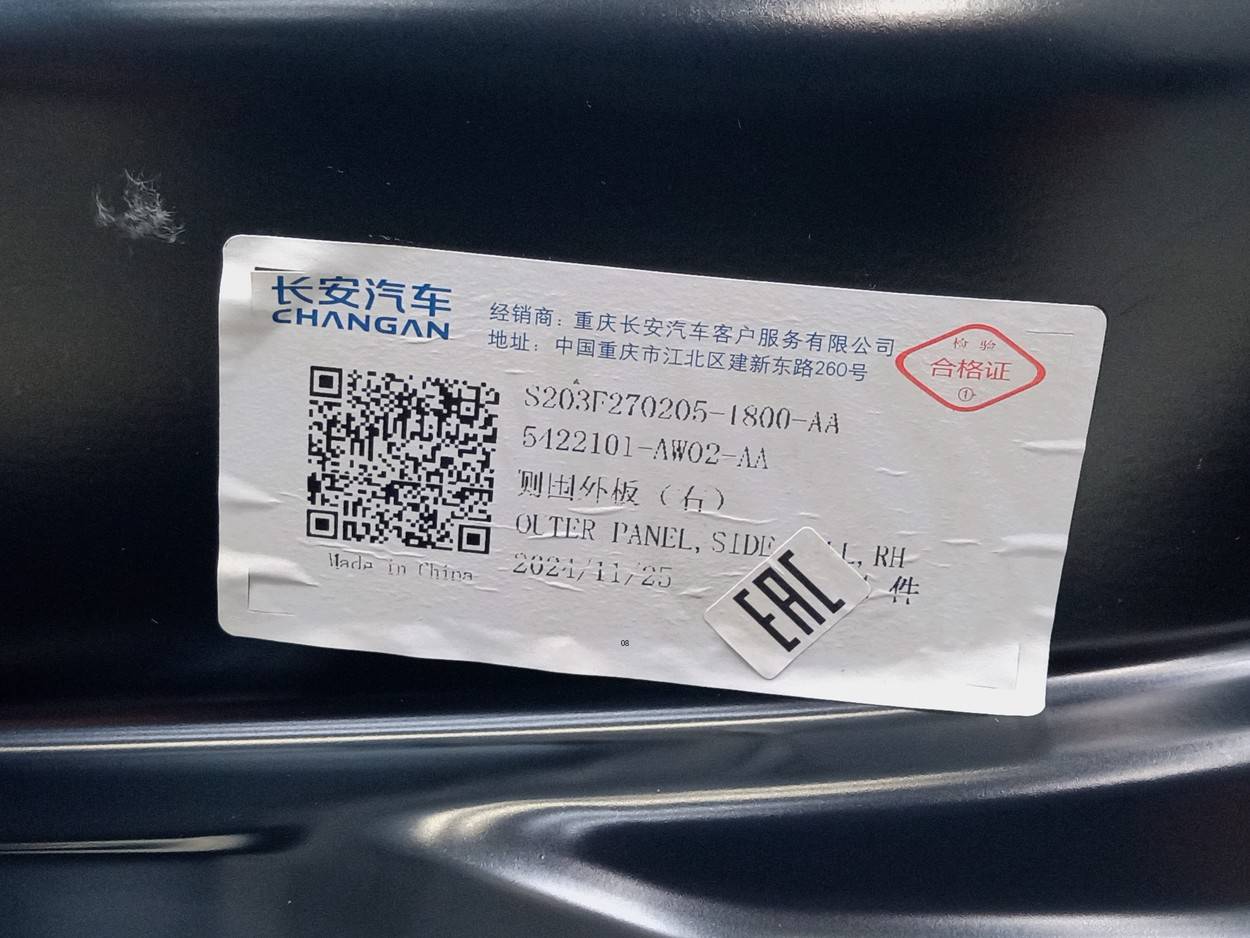 长安汽车
CHANGAN
经销商：重庆长安汽车客户服务有限公司
地址：中国重庆市江北区建新东路260号
检验
合格证
①
S203F270205-1800-AA
5422101-AW02-AA
侧围外板（右）
OUTER PANEL, SIDE, RH
2024/11/25
件
Made in China
EAC
08